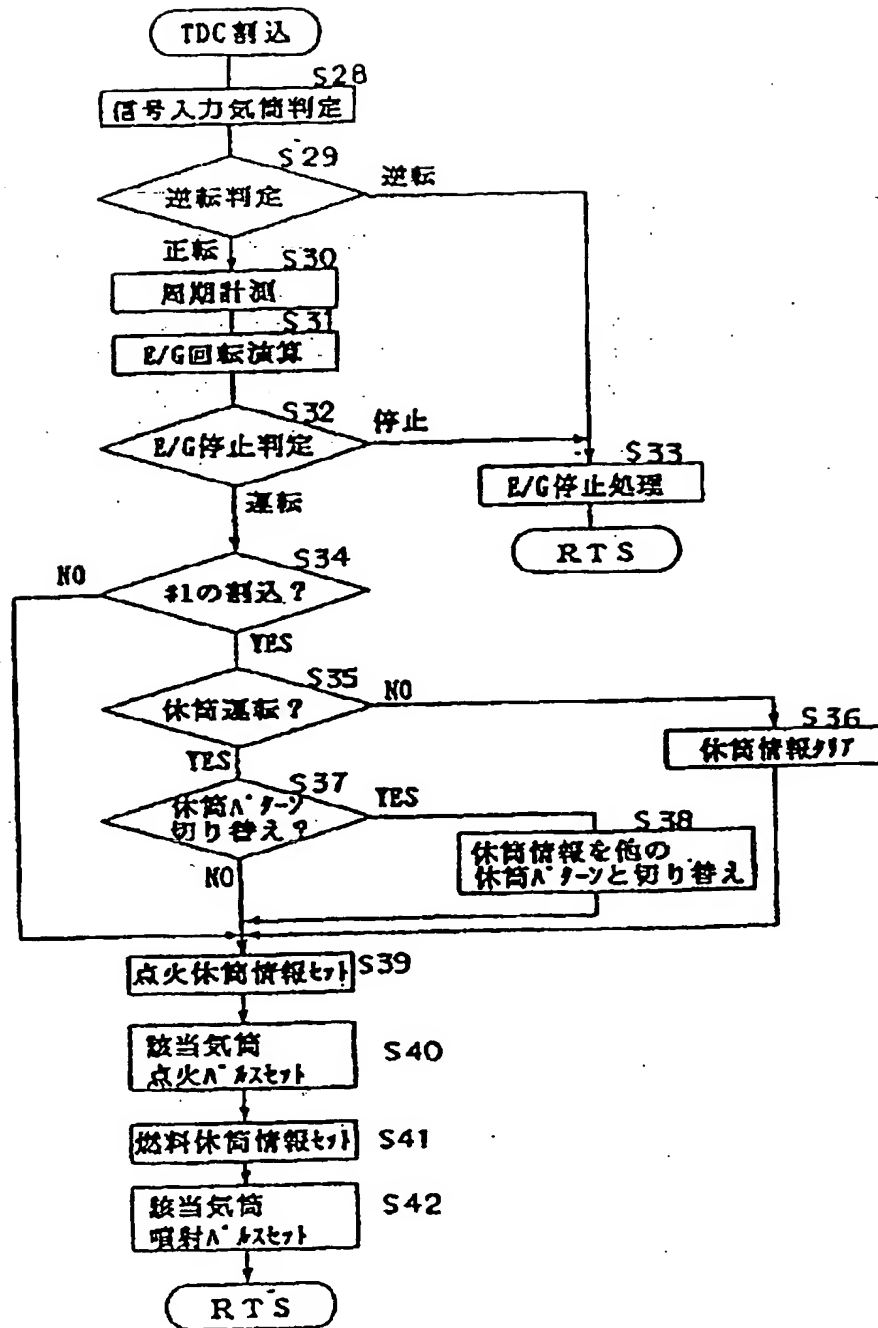 TDC割込
S28
信号入力気筒判定
S29
逆転判定
逆転
正転
S30
周期計測
S31
E/G回転演算
S32
E/G停止判定
停止
運転
S33
E/G停止処理
RTS
S34
#1の割込?
NO
YES
S35
休筒運転?
NO
YES
S36
休筒情報クリア
S37
休筒パターン
切り替え?
YES
NO
S38
休筒情報を他の
休筒パターンと切り替え
点火休筒情報セット
S39
該当気筒
点火パルスセット
S40
燃料休筒情報セット
S41
該当気筒
噴射パルスセット
S42
RTS